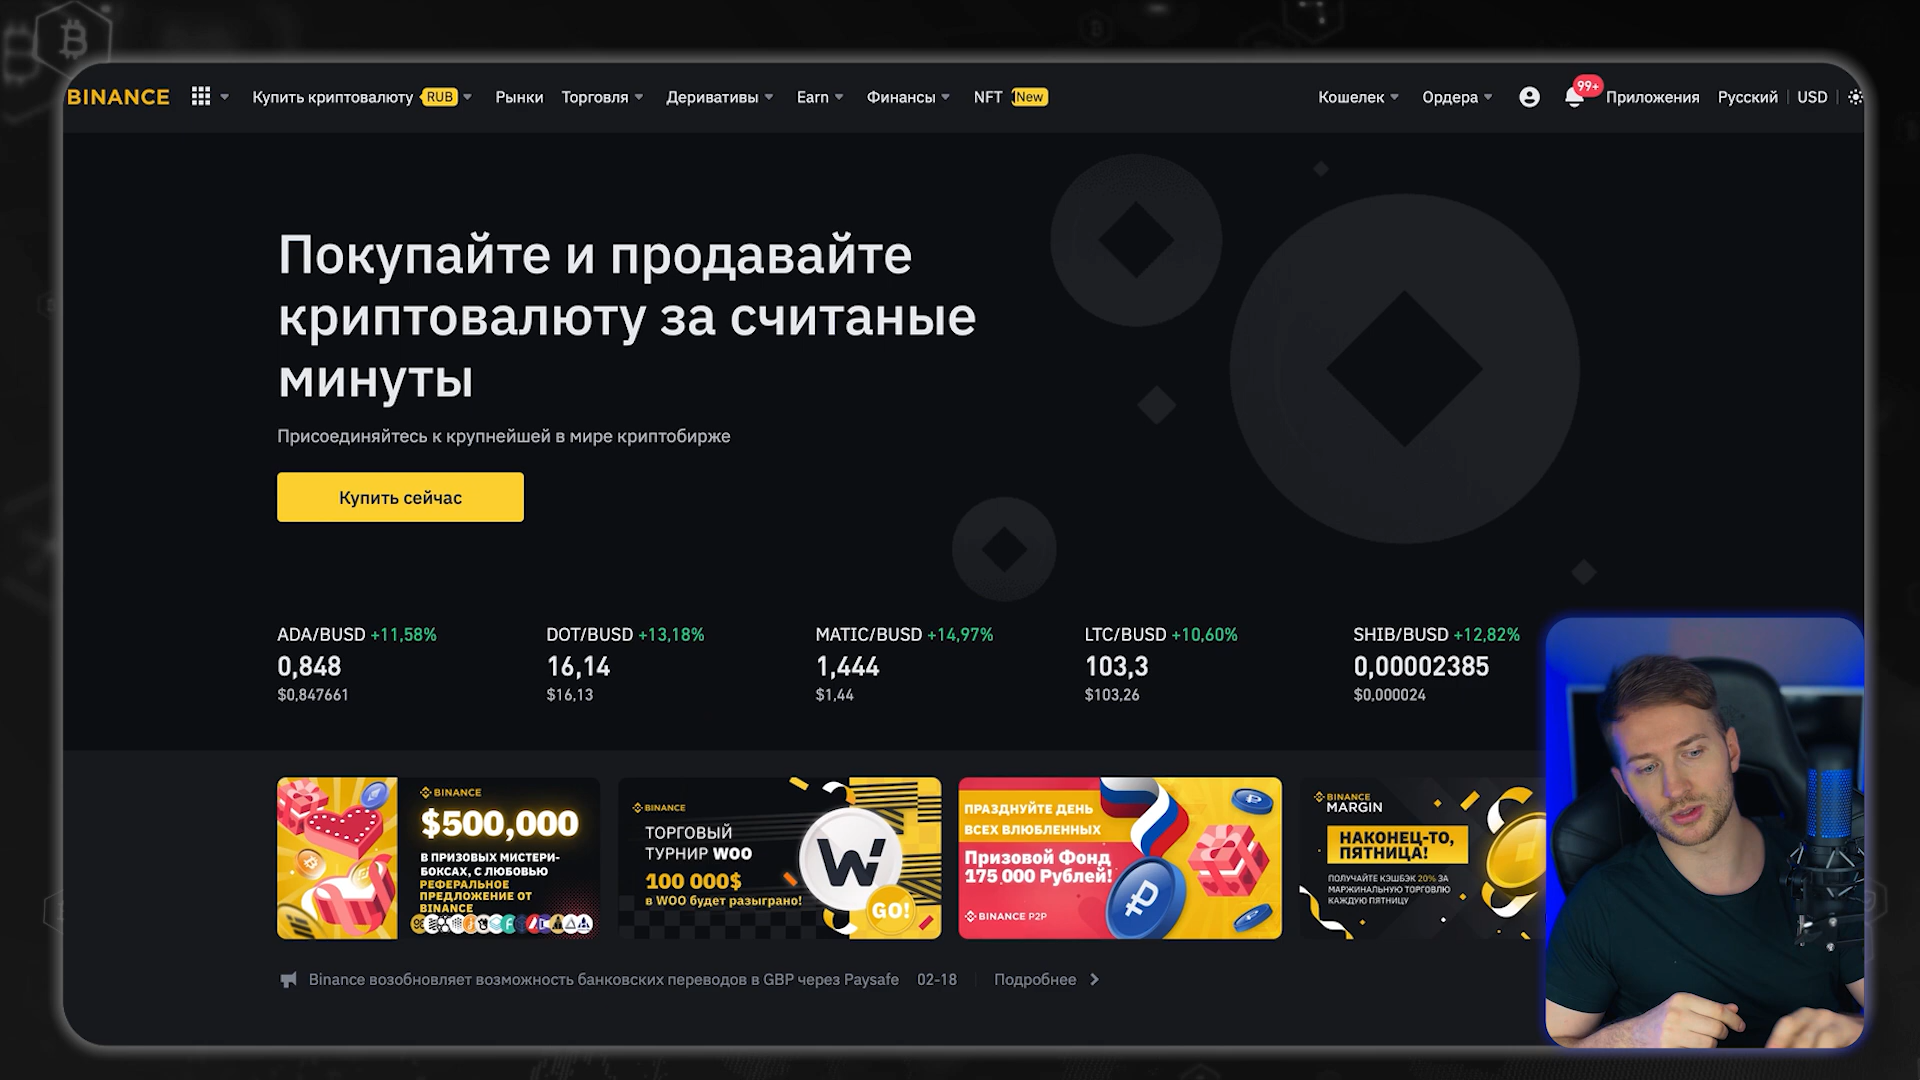 BINANCE
Купить криптовалюту RUB
Рынки
Торговля
Деривативы
Earn
Финансы
NFT New
Кошелек
Ордера
99+
Приложения
Русский
USD
Покупайте и продавайте
криптовалюту за считаные
минуты
Присоединяйтесь к крупнейшей в мире криптобирже
Купить сейчас
ADA/BUSD +11,58%
0,848
$0,847661
DOT/BUSD +13,18%
16,14
$16,13
MATIC/BUSD +14,97%
1,444
$1,44
LTC/BUSD +10,60%
103,3
$103,26
SHIB/BUSD +12,82%
0,00002385
$0,000024
BINANCE
$500,000
В ПРИЗОВЫХ МИСТЕРИ-
БОКСАХ, С ЛЮБОВЬЮ
РЕФЕРАЛЬНОЕ
ПРЕДЛОЖЕНИЕ ОТ
BINANCE
BINANCE
ТОРГОВЫЙ
ТУРНИР WOO
100 000$
в WOO будет разыграно!
GO!
ПРАЗДНУЙТЕ ДЕНЬ
ВСЕХ ВЛЮБЛЕННЫХ
Призовой Фонд
175 000 Рублей!
BINANCE P2P
BINANCE
MARGIN
НАКОНЕЦ-ТО,
ПЯТНИЦА!
ПОЛУЧАЙТЕ КЭШБЭК 20% ЗА
МАРЖИНАЛЬНУЮ ТОРГОВЛЮ
КАЖДУЮ ПЯТНИЦУ
Binance возобновляет возможность банковских переводов в GBP через Paysafe 02-18
Подробнее